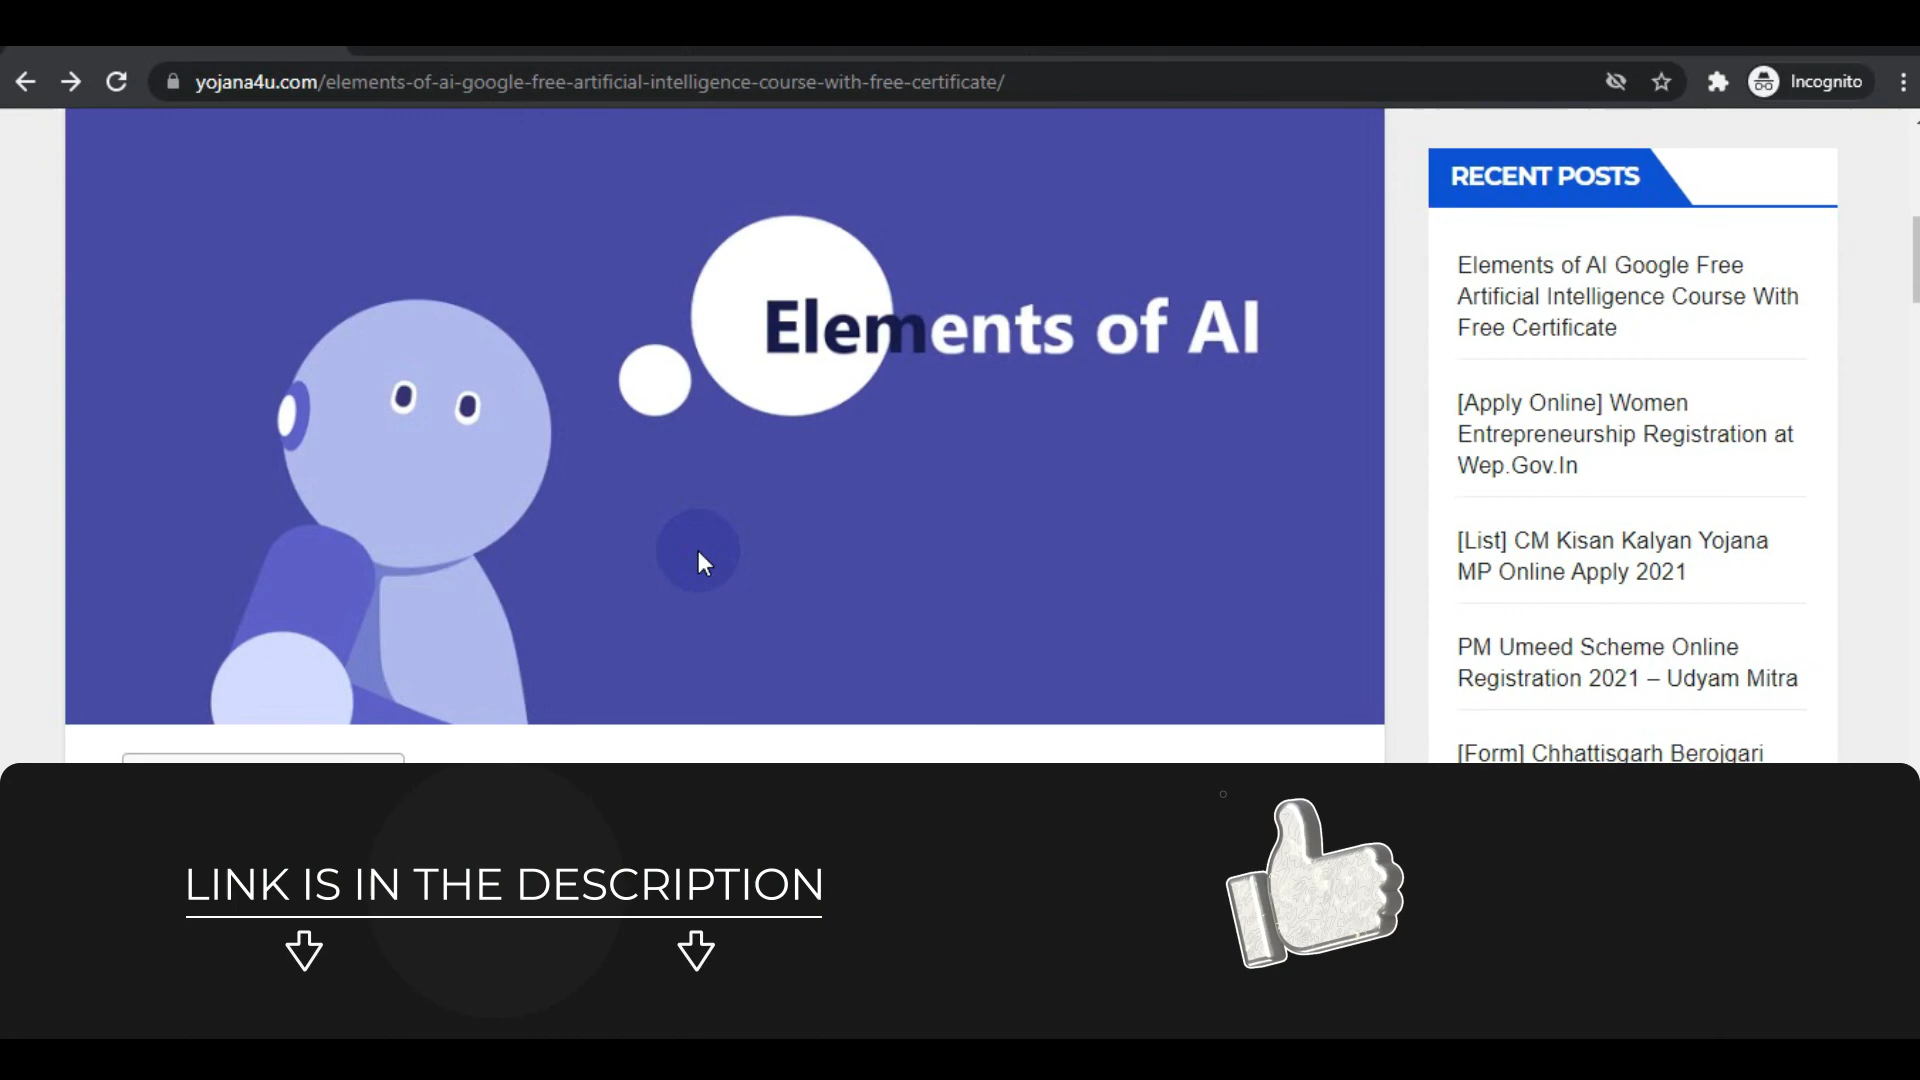 yojana4u.com/elements-of-ai-google-free-artificial-intelligence-course-with-free-certificate/
Incognito
Elements of AI
RECENT POSTS
Elements of AI Google Free
Artificial Intelligence Course With
Free Certificate
[Apply Online] Women
Entrepreneurship Registration at
Wep.Gov.In
[List] CM Kisan Kalyan Yojana
MP Online Apply 2021
PM Umeed Scheme Online
Registration 2021 – Udyam Mitra
[Form] Chhattisgarh Berojgari
LINK IS IN THE DESCRIPTION